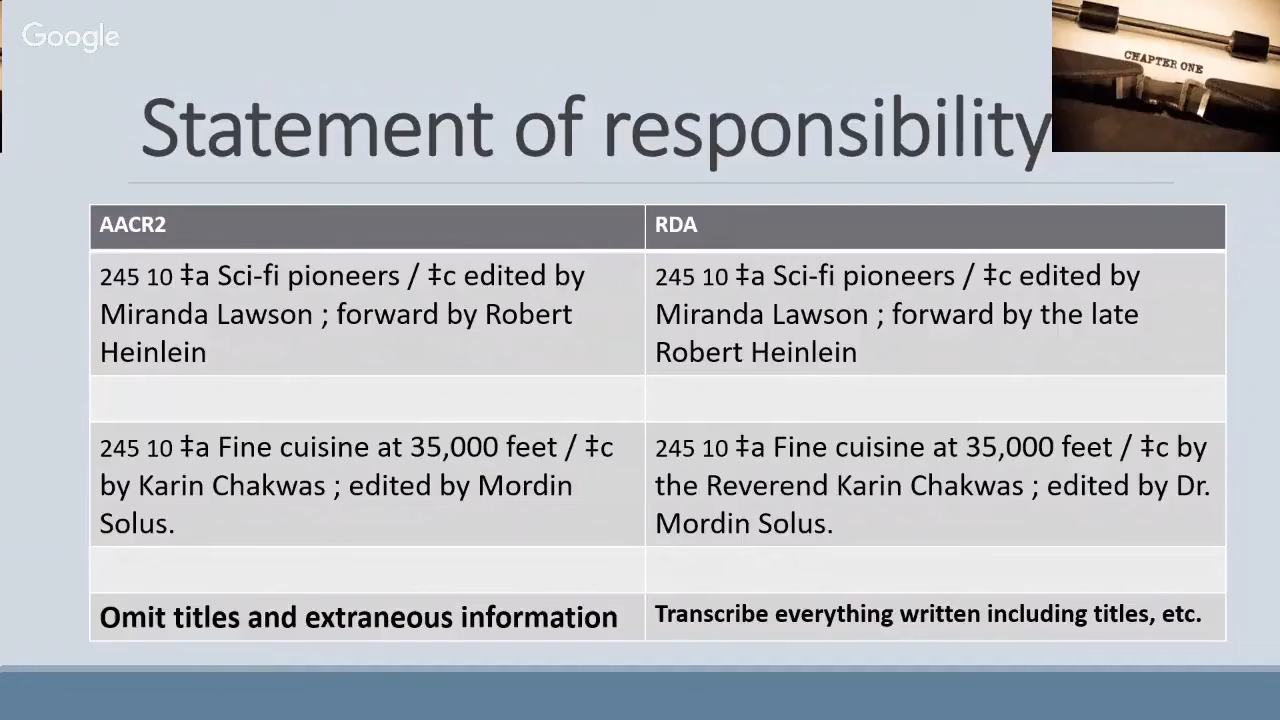 Google
CHAPTER ONE
Statement of responsibility
AACR2
RDA
245 10 ‡a Sci-fi pioneers / ‡c edited by
Miranda Lawson ; forward by Robert
Heinlein
245 10 ‡a Sci-fi pioneers / ‡c edited by
Miranda Lawson ; forward by the late
Robert Heinlein
245 10 ‡a Fine cuisine at 35,000 feet / ‡c
by Karin Chakwas ; edited by Mordin
Solus.
245 10 ‡a Fine cuisine at 35,000 feet / ‡c by
the Reverend Karin Chakwas ; edited by Dr.
Mordin Solus.
Omit titles and extraneous information
Transcribe everything written including titles, etc.